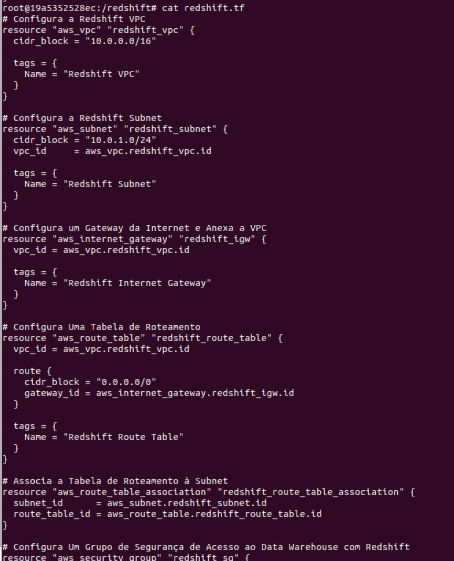 root@19a5352528ec:/redshift# cat redshift.tf
# Configura a Redshift VPC
resource "aws_vpc" "redshift_vpc" {
  cidr_block = "10.0.0.0/16"

  tags = {
    Name = "Redshift VPC"
  }
}

# Configura a Redshift Subnet
resource "aws_subnet" "redshift_subnet" {
  cidr_block = "10.0.1.0/24"
  vpc_id     = aws_vpc.redshift_vpc.id

  tags = {
    Name = "Redshift Subnet"
  }
}

# Configura um Gateway da Internet e Anexa a VPC
resource "aws_internet_gateway" "redshift_igw" {
  vpc_id = aws_vpc.redshift_vpc.id

  tags = {
    Name = "Redshift Internet Gateway"
  }
}

# Configura Uma Tabela de Roteamento
resource "aws_route_table" "redshift_route_table" {
  vpc_id = aws_vpc.redshift_vpc.id

  route {
    cidr_block = "0.0.0.0/0"
    gateway_id = aws_internet_gateway.redshift_igw.id
  }

  tags = {
    Name = "Redshift Route Table"
  }
}

# Associa a Tabela de Roteamento à Subnet
resource "aws_route_table_association" "redshift_route_table_association" {
  subnet_id      = aws_subnet.redshift_subnet.id
  route_table_id = aws_route_table.redshift_route_table.id
}

# Configura Um Grupo de Segurança de Acesso ao Data Warehouse com Redshift
resource "aws_security_group" "redshift_sg" {